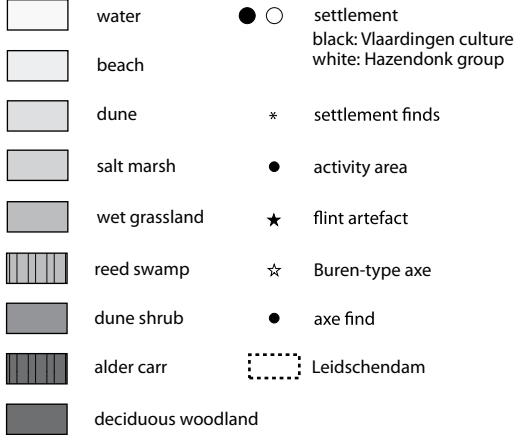 water
beach
dune
salt marsh
wet grassland
reed swamp
dune shrub
alder carr
deciduous woodland
settlement
black: Vlaardingen culture
white: Hazendonk group
settlement finds
activity area
flint artefact
Buren-type axe
axe find
Leidschendam